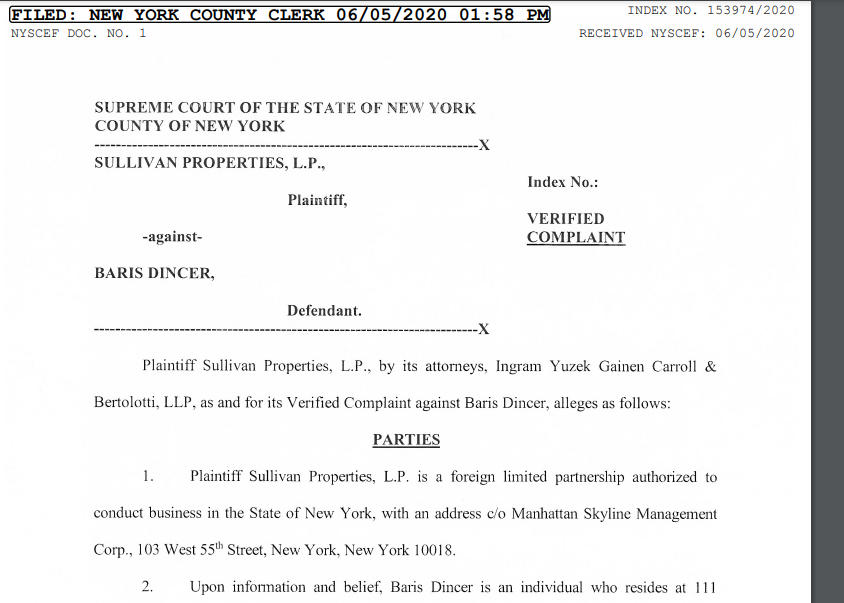 FILED: NEW YORK COUNTY CLERK 06/05/2020 01:58 PM
INDEX NO. 153974/2020
NYSCEF DOC. NO. 1
RECEIVED NYSCEF: 06/05/2020
SUPREME COURT OF THE STATE OF NEW YORK
COUNTY OF NEW YORK
-------------------------------------------------------------------------X
SULLIVAN PROPERTIES, L.P.,
Index No.:
Plaintiff,
VERIFIED
-against-
COMPLAINT
BARIS DINCER,
Defendant.
-------------------------------------------------------------------------X
Plaintiff Sullivan Properties, L.P., by its attorneys, Ingram Yuzek Gainen Carroll &
Bertolotti, LLP, as and for its Verified Complaint against Baris Dincer, alleges as follows:
PARTIES
1. Plaintiff Sullivan Properties, L.P. is a foreign limited partnership authorized to
conduct business in the State of New York, with an address c/o Manhattan Skyline Management
Corp., 103 West 55th Street, New York, New York 10018.
2. Upon information and belief, Baris Dincer is an individual who resides at 111